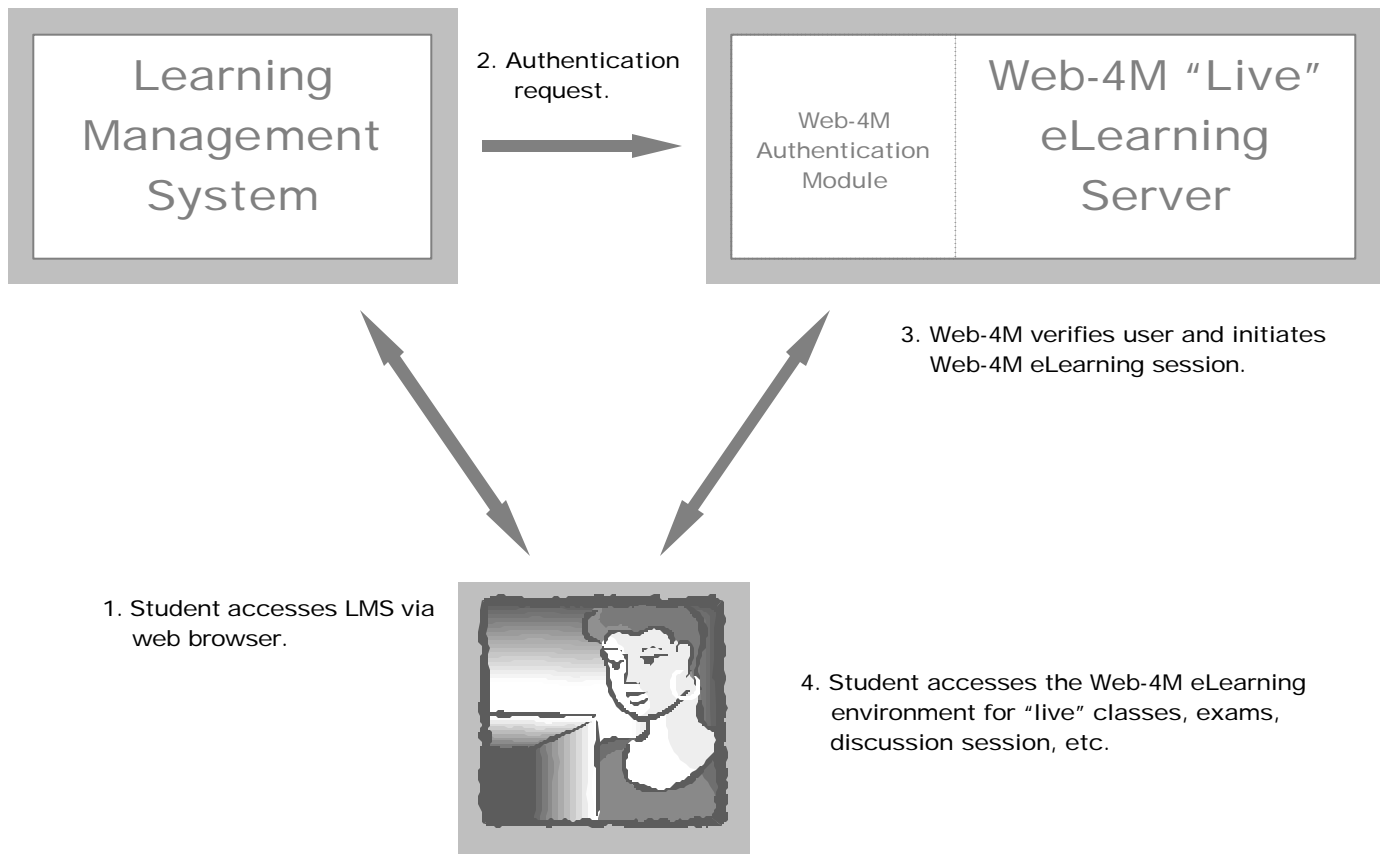 Learning
Management
System
2. Authentication
request.
Web-4M
Authentication
Module
Web-4M “Live”
eLearning
Server
3. Web-4M verifies user and initiates
Web-4M eLearning session.
1. Student accesses LMS via
web browser.
4. Student accesses the Web-4M eLearning
environment for “live” classes, exams,
discussion session, etc.